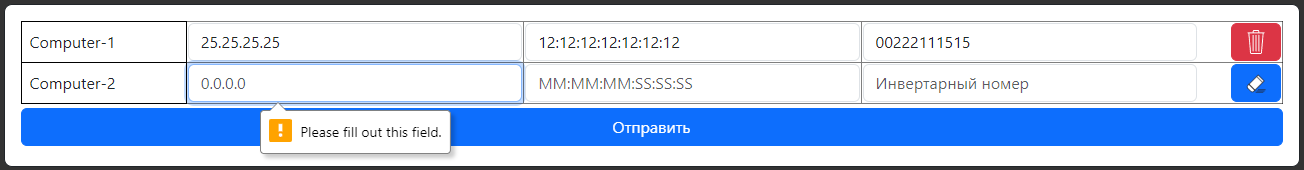 Computer-1 25.25.25.25 12:12:12:12:12:12:12 00222111515
Computer-2 0.0.0.0 MM:MM:MM:SS:SS:SS Инвертарный номер
Отправить
Please fill out this field.